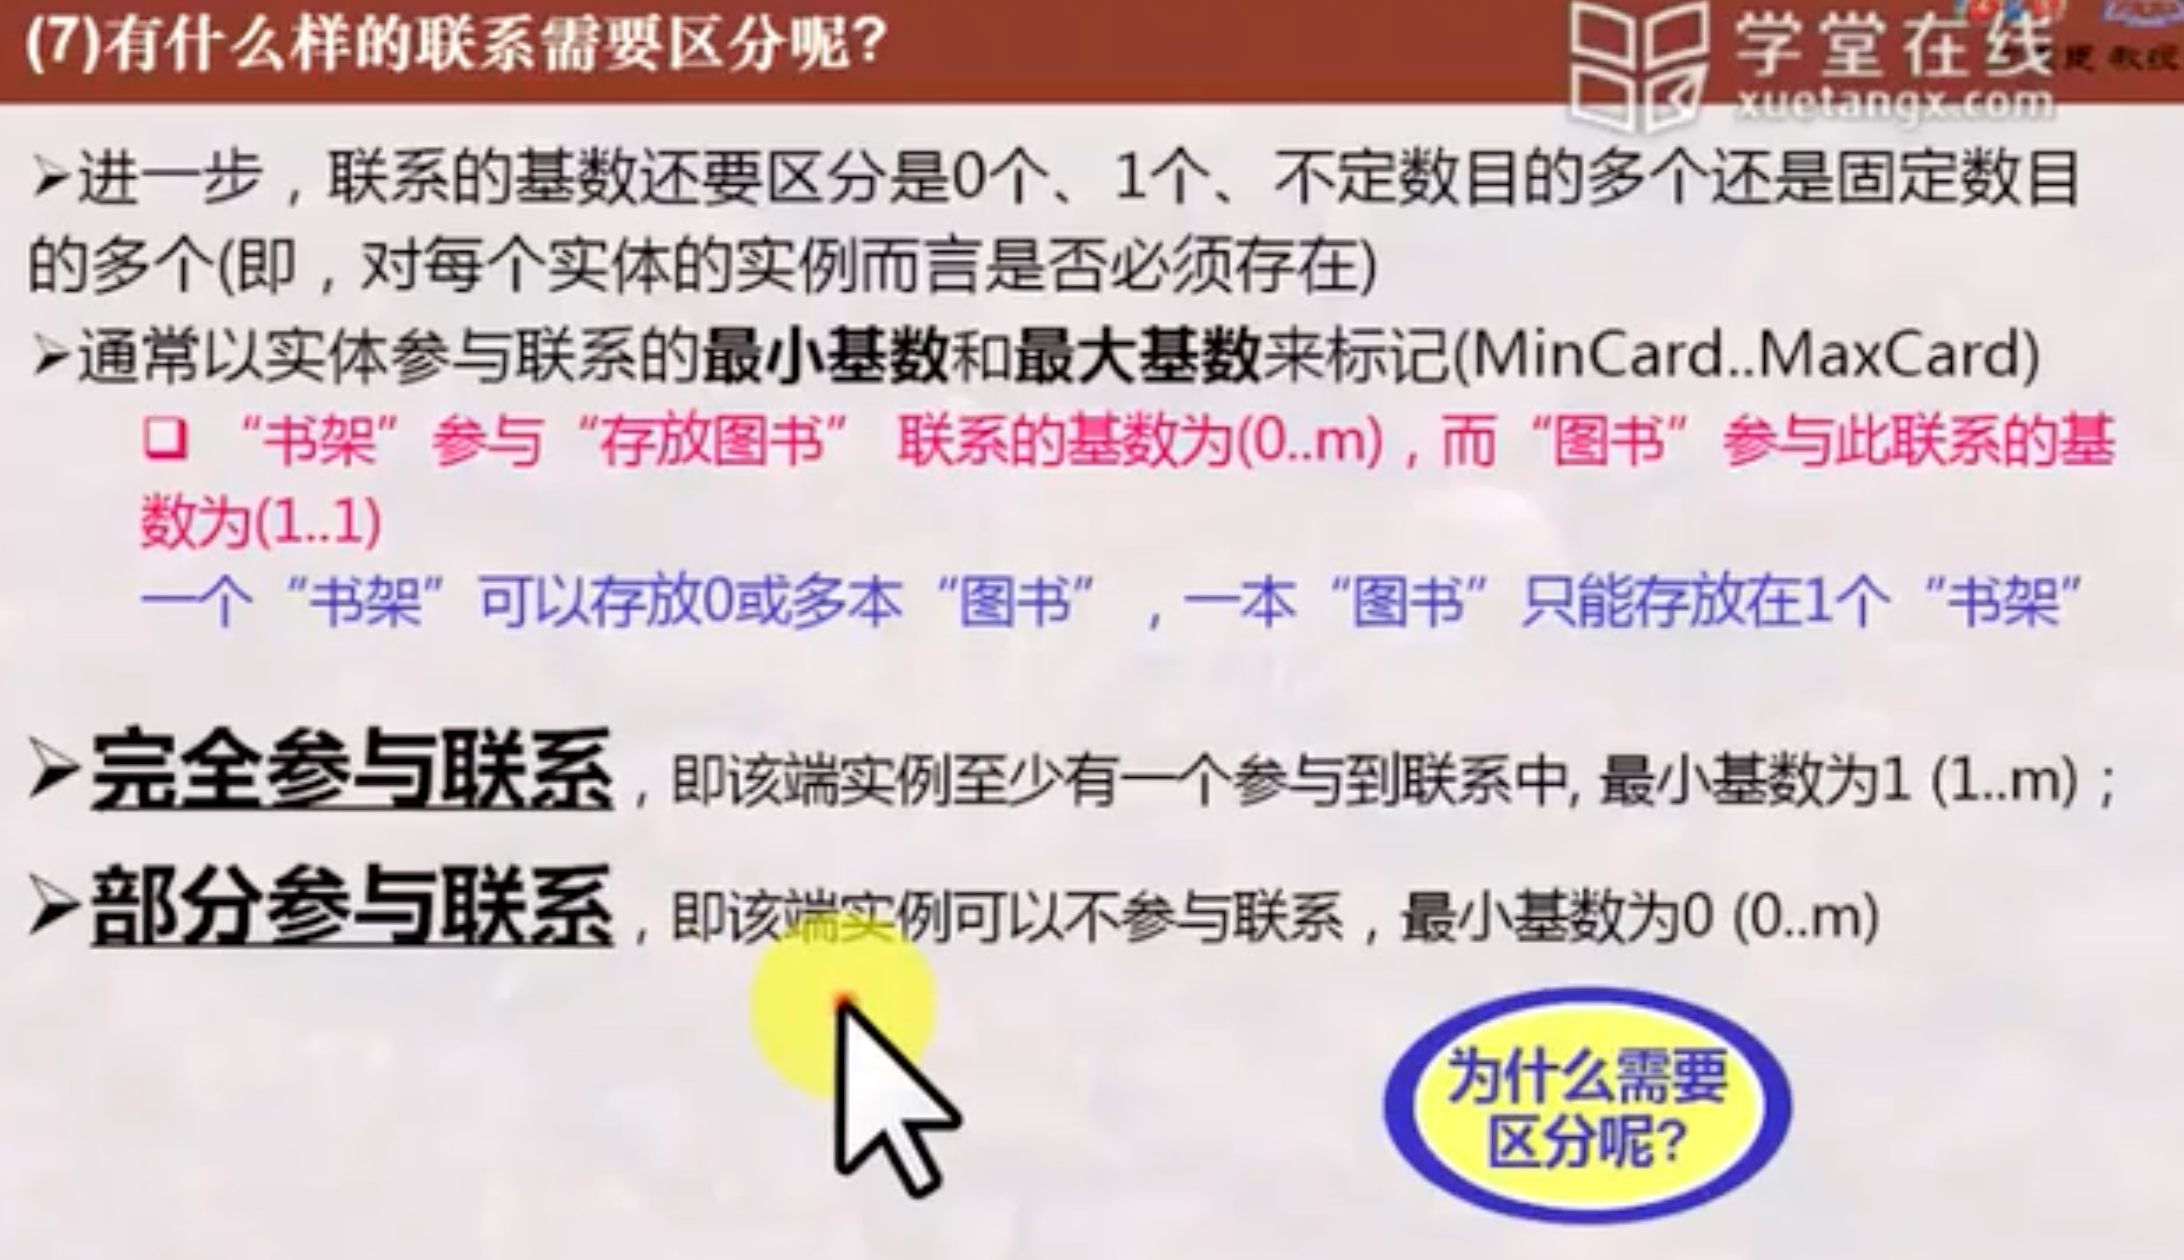 (7)有什么样的联系需要区分呢?
学堂在线
xuetangx.com
教授
➢进一步，联系的基数还要区分是0个、1个、不定数目的多个还是固定数目
的多个(即，对每个实体的实例而言是否必须存在)
➢通常以实体参与联系的最小基数和最大基数来标记(MinCard..MaxCard)
❑ “书架”参与“存放图书” 联系的基数为(0..m)，而“图书”参与此联系的基
数为(1..1)
一个“书架”可以存放0或多本“图书”，一本“图书”只能存放在1个“书架”
➢完全参与联系，即该端实例至少有一个参与到联系中, 最小基数为1 (1..m)；
➢部分参与联系，即该端实例可以不参与联系，最小基数为0 (0..m)
为什么需要
区分呢?